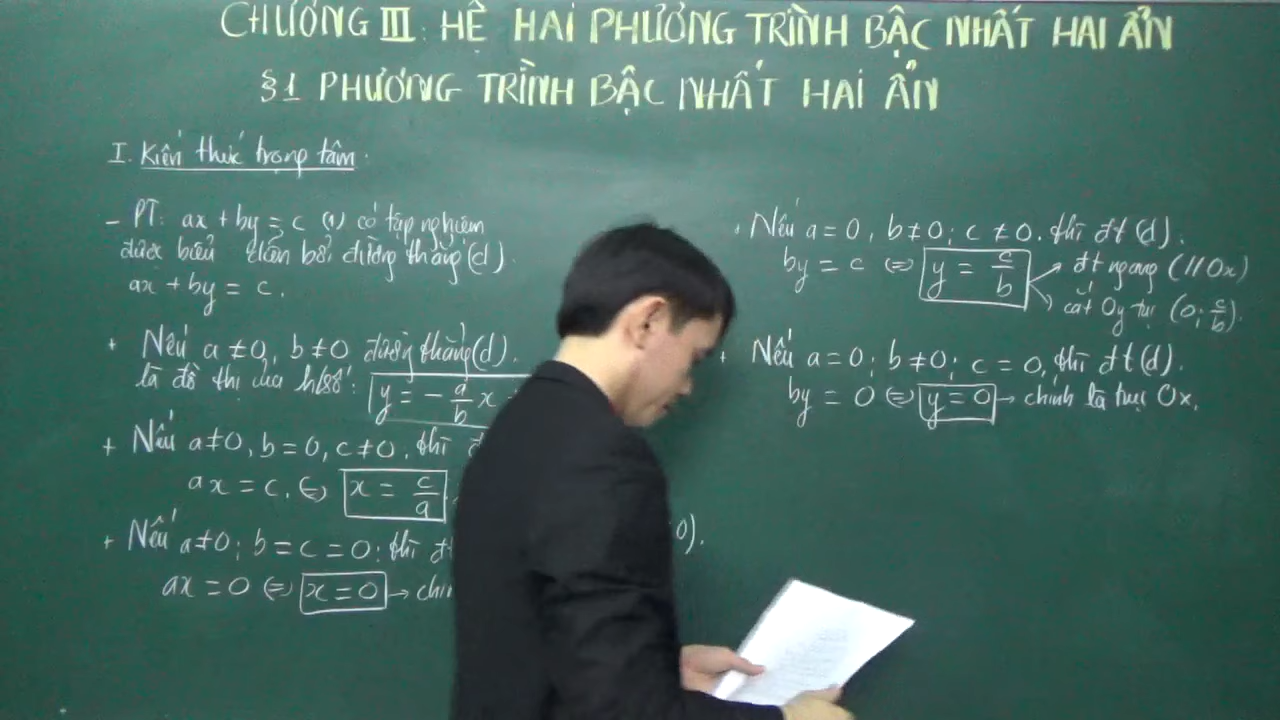 CHƯƠNG III: HỆ HAI PHƯƠNG TRÌNH BẬC NHẤT HAI ẨN
§1 PHƯƠNG TRÌNH BẬC NHẤT HAI ẨN
I. Kiến thức trọng tâm:
- PT: ax + by = c (1) có tập nghiệm
được biểu diễn bởi đường thẳng (d).
ax + by = c.
+ Nếu a ≠ 0, b ≠ 0 đường thẳng (d).
là đồ thị của hàm số: y = - a/b x
+ Nếu a ≠ 0, b = 0, c ≠ 0. thì
ax = c. ⇔ x = c/a
+ Nếu a ≠ 0; b = c = 0: thì đt
0).
ax = 0 ⇔ x = 0 →
+ Nếu a = 0, b ≠ 0; c ≠ 0. thì đt (d).
by = c ⇔ y = c/b → đt ngang (// Ox)
cắt Oy tại (0; c/b).
+ Nếu a = 0; b ≠ 0; c = 0, thì đt (d).
by = 0 ⇔ y = 0 → chính là trục Ox.